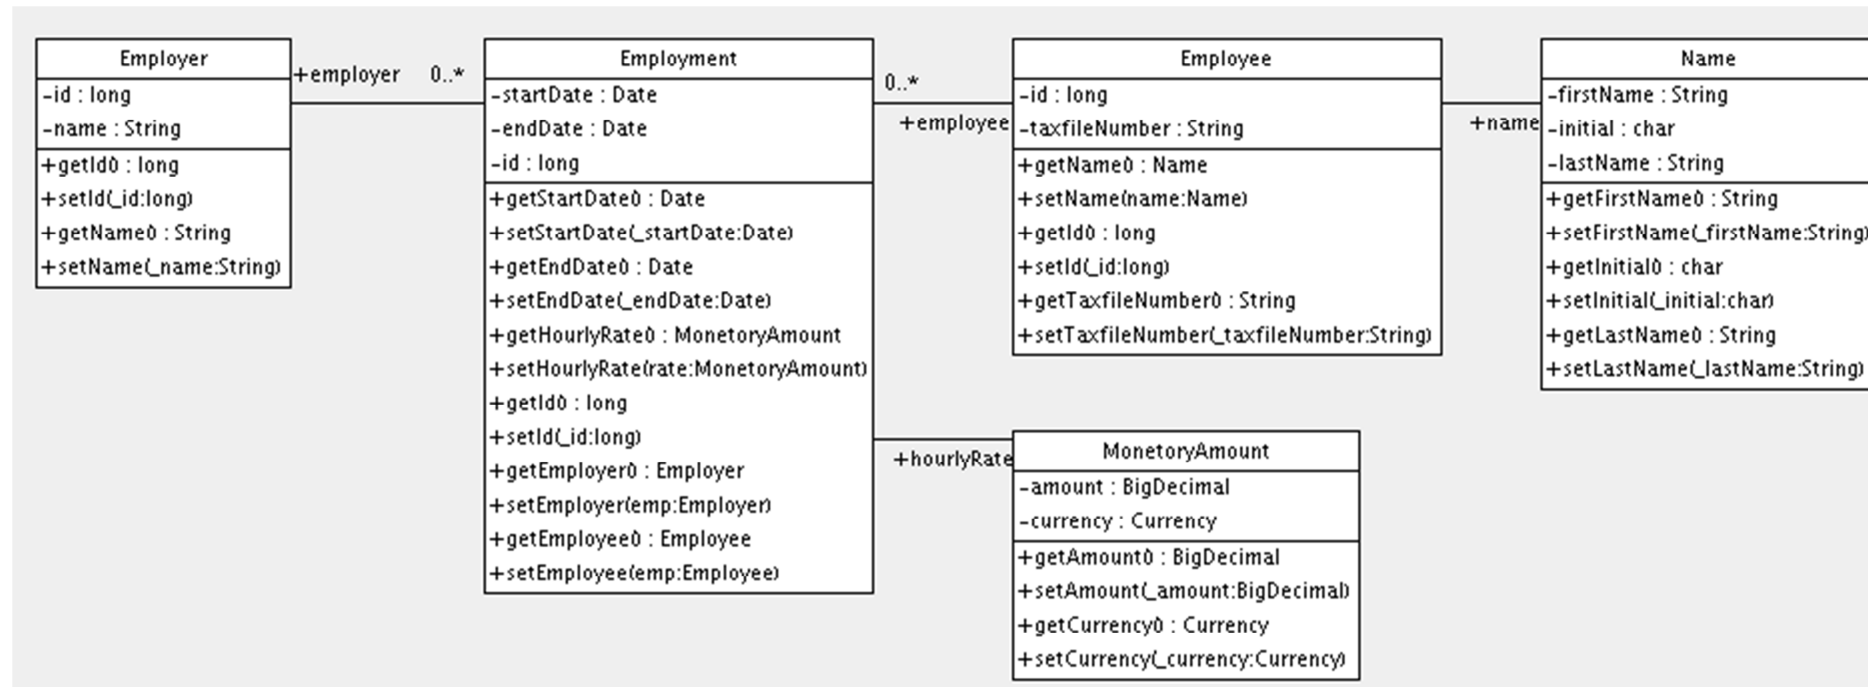 Employer
-id : long
-name : String
+getId() : long
+setId(_id:long)
+getName() : String
+setName(_name:String)
+employer 0..*
Employment
-startDate : Date
-endDate : Date
-id : long
+getStartDate() : Date
+setStartDate(_startDate:Date)
+getEndDate() : Date
+setEndDate(_endDate:Date)
+getHourlyRate() : MonetoryAmount
+setHourlyRate(rate:MonetoryAmount)
+getId() : long
+setId(_id:long)
+getEmployer() : Employer
+setEmployer(emp:Employer)
+getEmployee() : Employee
+setEmployee(emp:Employee)
0..*
+employee
Employee
-id : long
-taxfileNumber : String
+getName() : Name
+setName(name:Name)
+getId() : long
+setId(_id:long)
+getTaxfileNumber() : String
+setTaxfileNumber(_taxfileNumber:String)
+name
Name
-firstName : String
-initial : char
-lastName : String
+getFirstName() : String
+setFirstName(_firstName:String)
+getInitial() : char
+setInitial(_initial:char)
+getLastName() : String
+setLastName(_lastName:String)
+hourlyRate
MonetoryAmount
-amount : BigDecimal
-currency : Currency
+getAmount() : BigDecimal
+setAmount(_amount:BigDecimal)
+getCurrency() : Currency
+setCurrency(_currency:Currency)